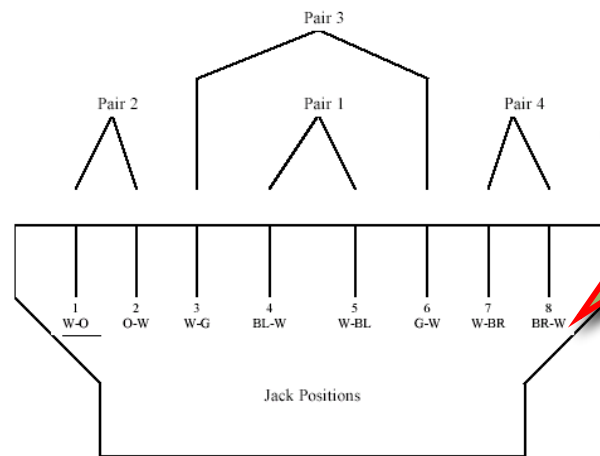 Pair 3
Pair 2 Pair 1 Pair 4
1 2 3 4 5 6 7 8
W-O O-W W-G BL-W W-BL G-W W-BR BR-W
Jack Positions